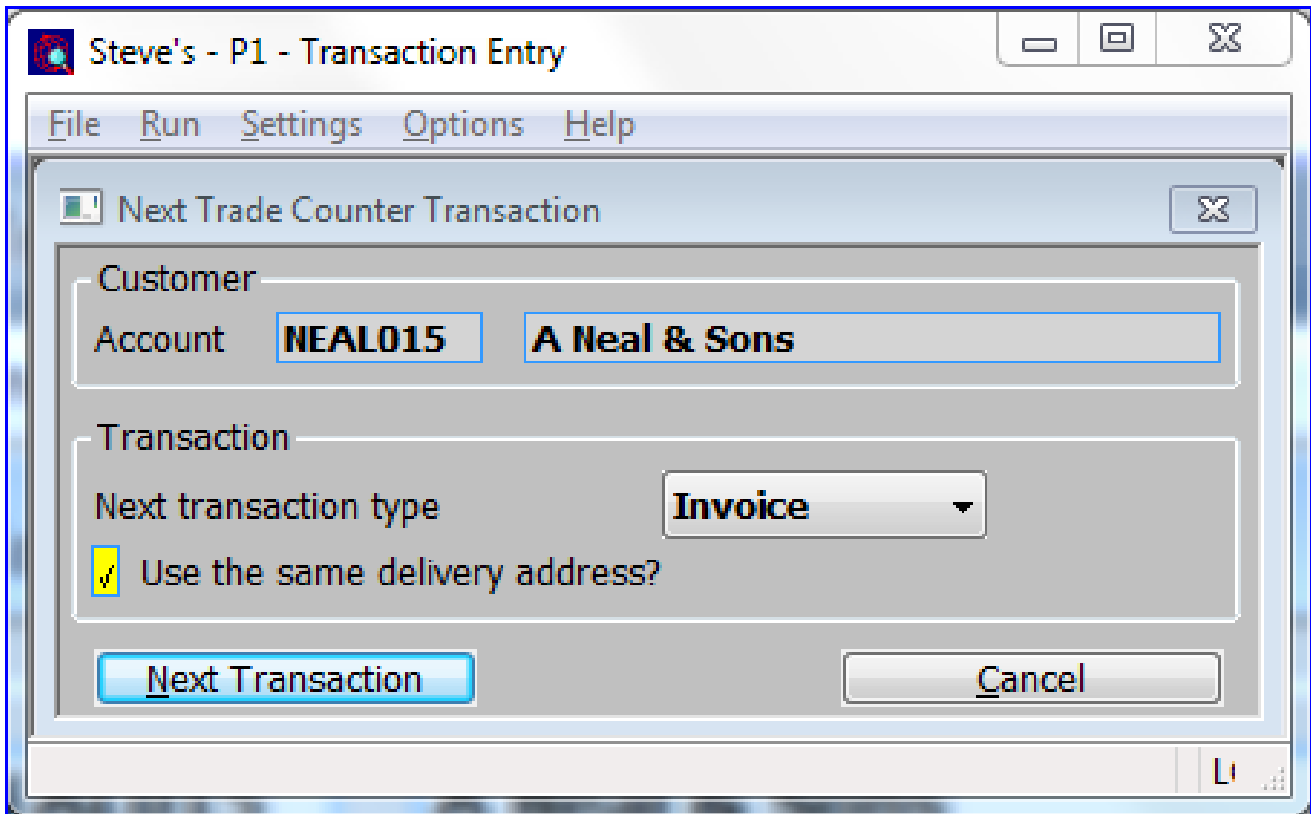 Steve's - P1 - Transaction Entry
File Run Settings Options Help
Next Trade Counter Transaction
Customer
Account NEAL015 A Neal & Sons
Transaction
Next transaction type Invoice
Use the same delivery address?
Next Transaction Cancel